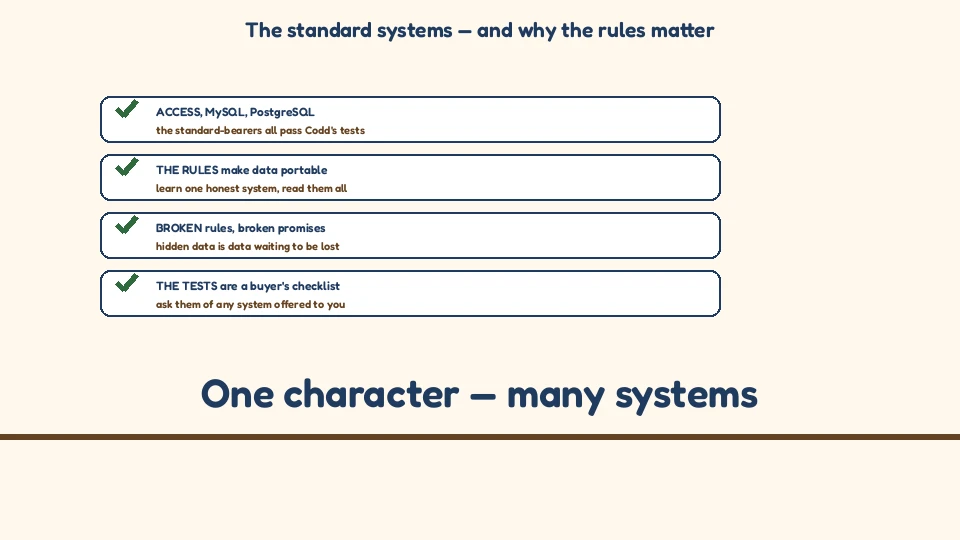 The standard systems — and why the rules matter
ACCESS, MySQL, PostgreSQL
the standard-bearers all pass Codd's tests
THE RULES make data portable
learn one honest system, read them all
BROKEN rules, broken promises
hidden data is data waiting to be lost
THE TESTS are a buyer's checklist
ask them of any system offered to you
One character — many systems